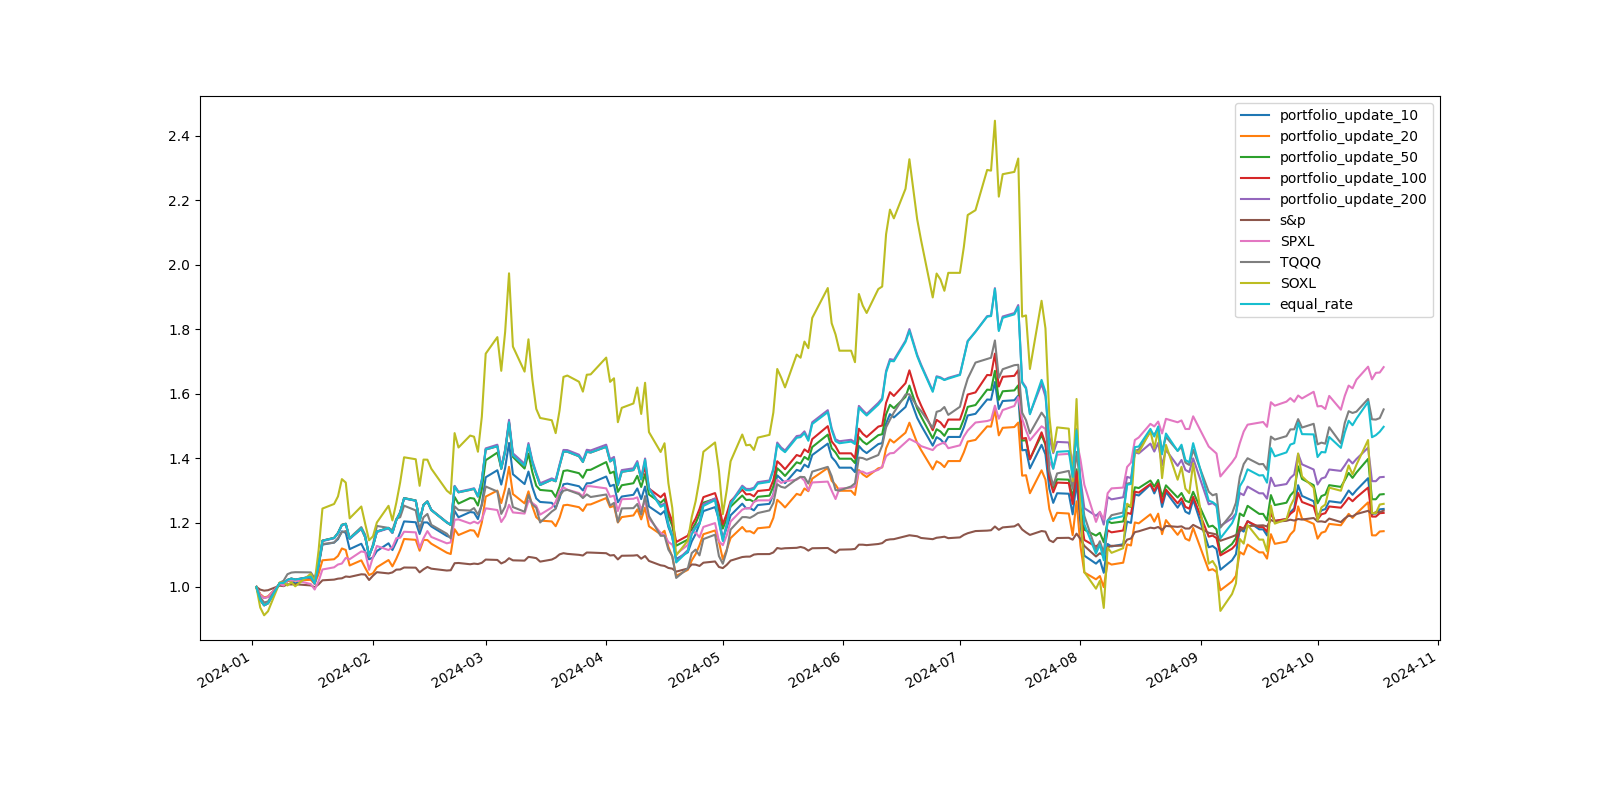 2.4
2.2
2.0
1.8
1.6
1.4
1.2
1.0
2024-01
2024-02
2024-03
2024-04
2024-05
2024-06
2024-07
2024-08
2024-09
2024-10
2024-11
portfolio_update_10
portfolio_update_20
portfolio_update_50
portfolio_update_100
portfolio_update_200
s&p
SPXL
TQQQ
SOXL
equal_rate